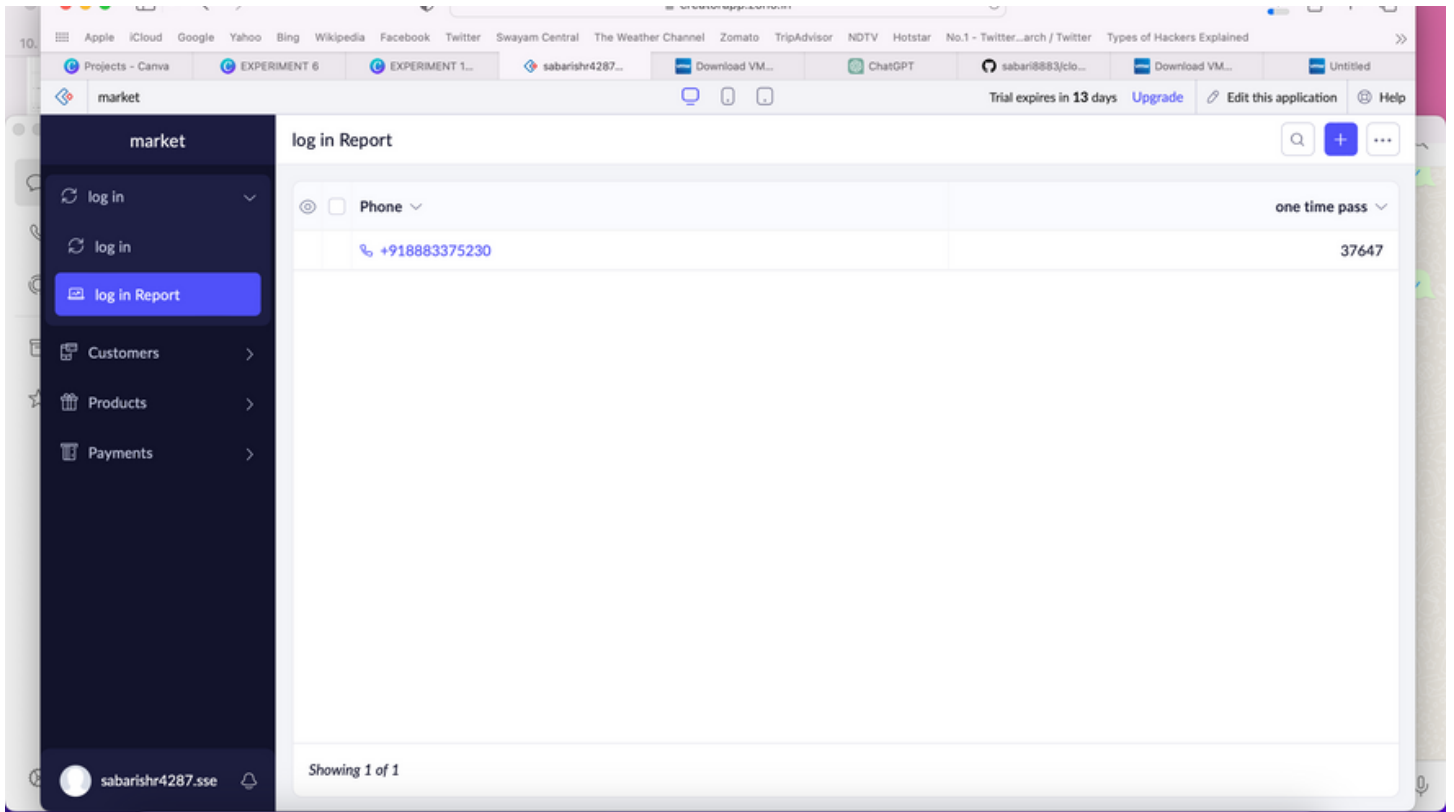 creatorapp.zoho.in
10.
Apple iCloud Google Yahoo Bing Wikipedia Facebook Twitter Swayam Central The Weather Channel Zomato TripAdvisor NDTV Hotstar No.1 - Twitter...arch / Twitter Types of Hackers Explained
Projects - Canva EXPERIMENT 6 EXPERIMENT 1... sabarishr4287... Download VM... ChatGPT sabari8883/clo... Download VM... Untitled
market Trial expires in 13 days Upgrade Edit this application Help
market
log in Report
log in
Phone one time pass
log in
+918883375230 37647
log in Report
Customers
Products
Payments
Showing 1 of 1
sabarishr4287.sse